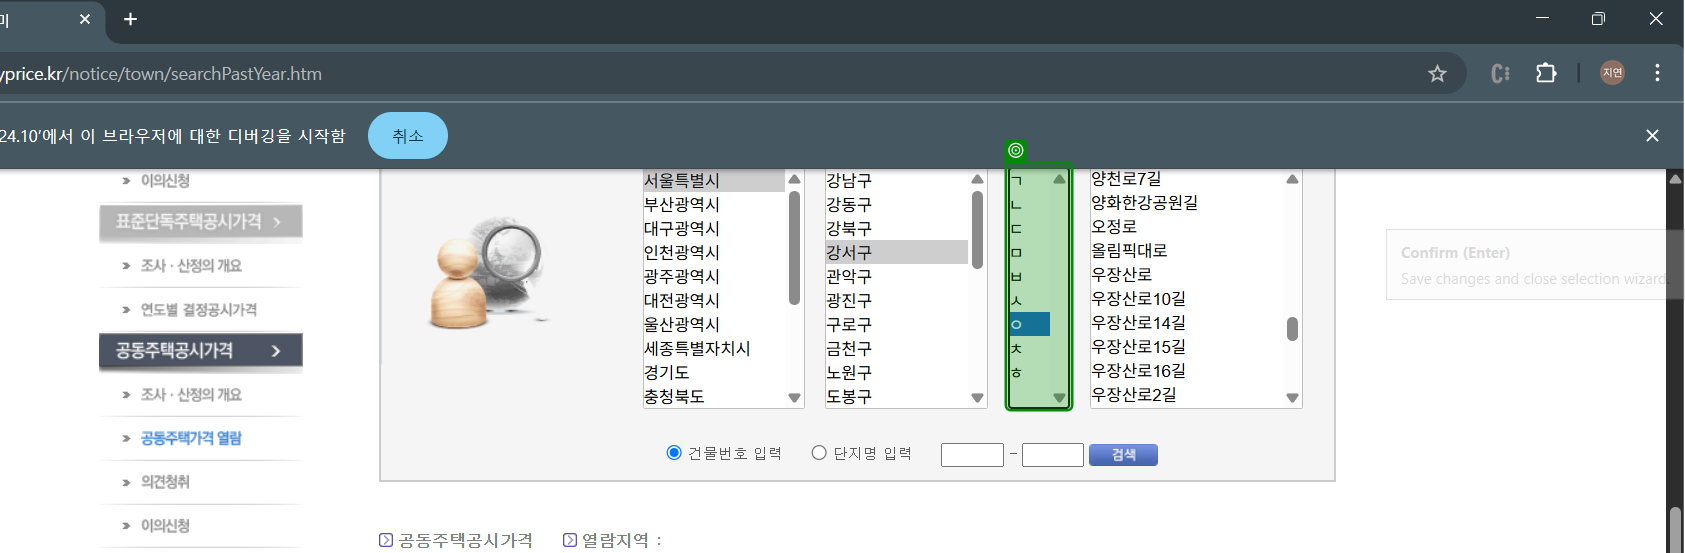 미
yprice.kr/notice/town/searchPastYear.htm
지연
24.10'에서 이 브라우저에 대한 디버깅을 시작함
취소
이의신청
표준단독주택공시가격
조사ㆍ산정의 개요
연도별 결정공시가격
공동주택공시가격
조사ㆍ산정의 개요
공동주택가격 열람
의견청취
이의신청
서울특별시
부산광역시
대구광역시
인천광역시
광주광역시
대전광역시
울산광역시
세종특별자치시
경기도
충청북도
강남구
강동구
강북구
강서구
관악구
광진구
구로구
금천구
노원구
도봉구
ㄱ
ㄴ
ㄷ
ㅁ
ㅂ
ㅅ
ㅇ
ㅊ
ㅎ
양천로7길
양화한강공원길
오정로
올림픽대로
우장산로
우장산로10길
우장산로14길
우장산로15길
우장산로16길
우장산로2길
Confirm (Enter)
Save changes and close selection wizard.
건물번호 입력 단지명 입력 - 검색
공동주택공시가격 열람지역 :